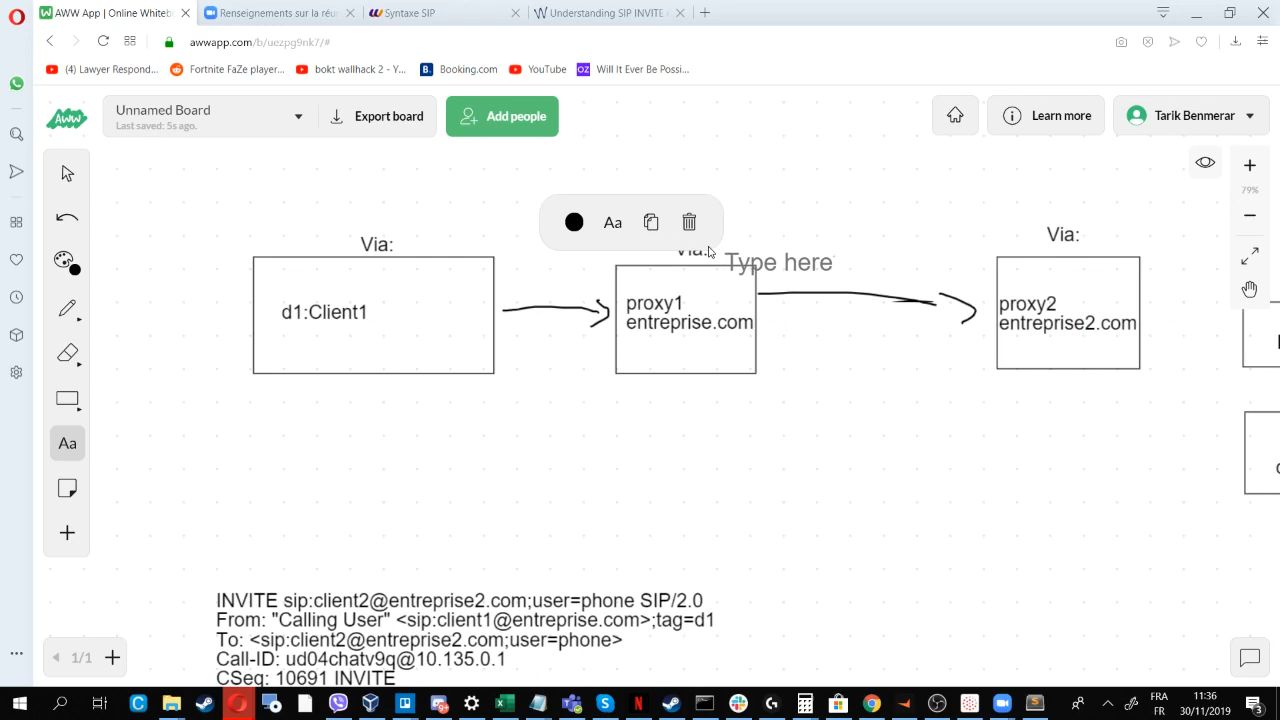 AWW App | Online Whiteb
Renseignements sur la réu
Syntaxe SIP
Understanding SIP INVITE
awwapp.com/b/uezpg9nk7/#
(4) Lawyer Respond...
Fortnite FaZe player...
bokt wallhack 2 - Y...
B.
Booking.com
YouTube
OZ
Will It Ever Be Possi...
AWW
Unnamed Board
Last saved: 5s ago.
Export board
Add people
Learn more
Tarik Benmerar
79%
Aa
Via:
Via:
Via:
Type here
d1:Client1
proxy1
entreprise.com
proxy2
entreprise2.com
Aa
INVITE sip:client2@entreprise2.com;user=phone SIP/2.0
From: "Calling User" <sip:client1@entreprise.com>;tag=d1
To: <sip:client2@entreprise2.com;user=phone>
Call-ID: ud04chatv9q@10.135.0.1
CSeq: 10691 INVITE
1/1
FRA
FR
11:36
30/11/2019
3